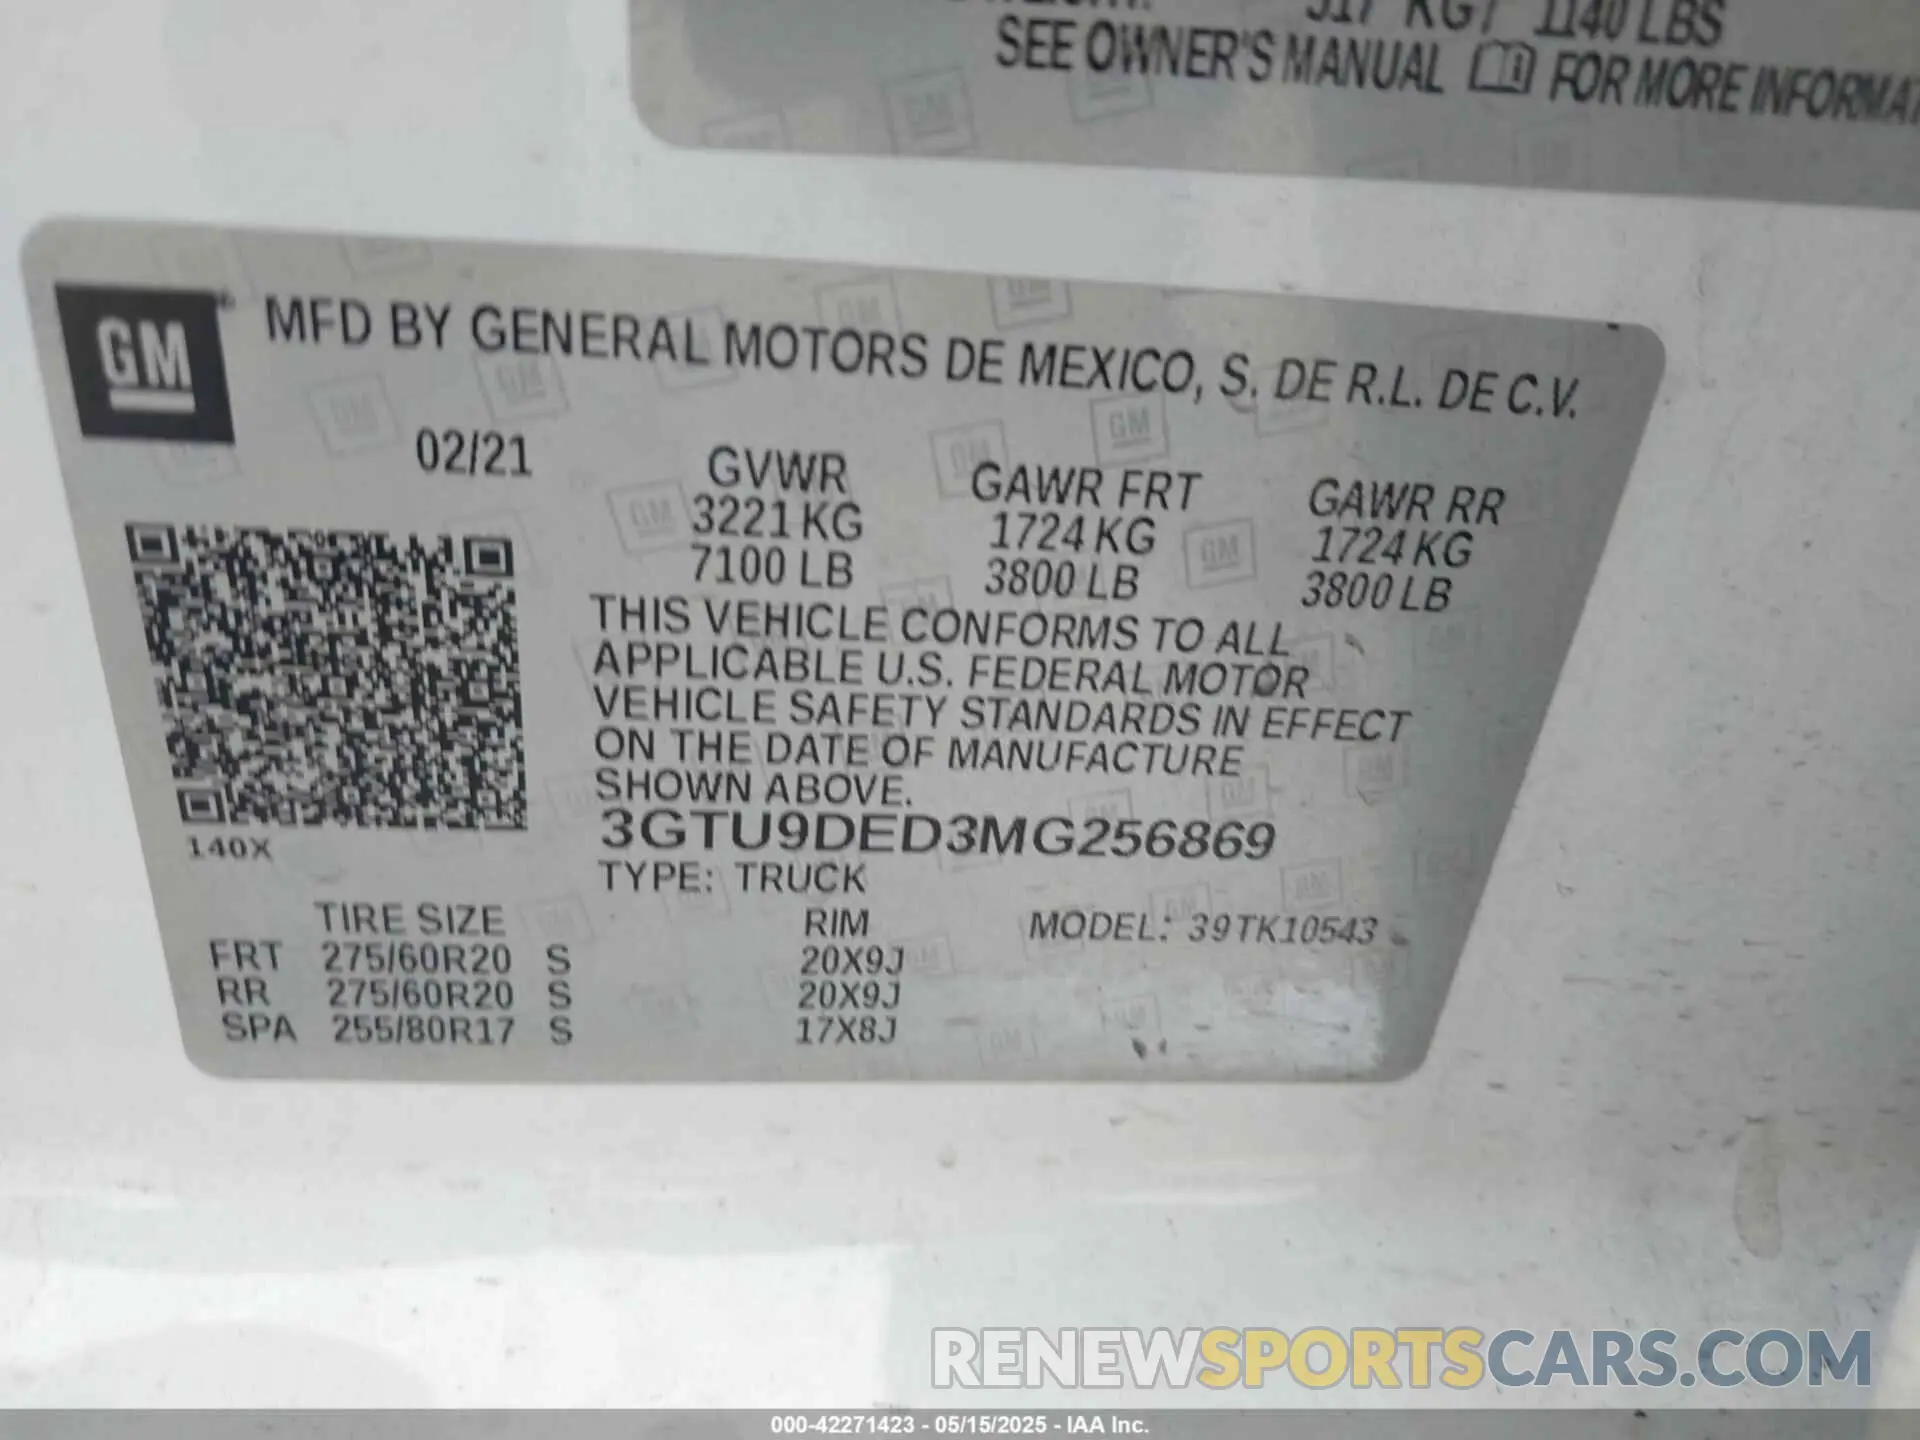 517 KG / 1140 LBS
SEE OWNER'S MANUAL FOR MORE
GM
MFD BY GENERAL MOTORS DE MEXICO, S. DE R.L. DE C.V.
02/21
GVWR GAWR FRT GAWR RR
3221 KG 1724 KG 1724 KG
7100 LB 3800 LB 3800 LB
THIS VEHICLE CONFORMS TO ALL
APPLICABLE U.S. FEDERAL MOTOR
VEHICLE SAFETY STANDARDS IN EFFECT
ON THE DATE OF MANUFACTURE
SHOWN ABOVE.
3GTU9DED3MG256869
140X
TYPE: TRUCK
TIRE SIZE RIM MODEL: 39TK10543
FRT 275/60R20 S 20X9J
RR 275/60R20 S 20X9J
SPA 255/80R17 S 17X8J
RENEWSPORTSCARS.COM
000-42271423 - 05/15/2025 - IAA Inc.